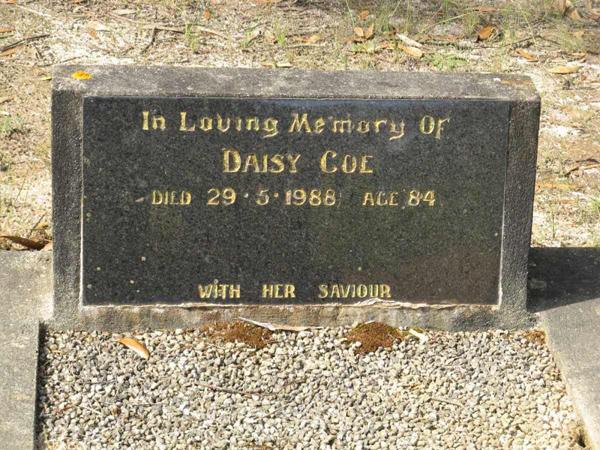 In Loving Memory Of
DAISY COE
DIED 29.5.1988 AGE 84
WITH HER SAVIOUR